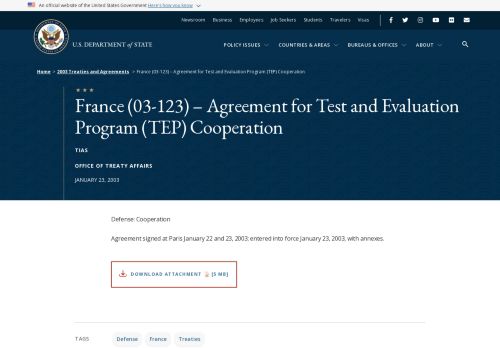 An official website of the United States Government Here's how you know
Newsroom Business Employees Job Seekers Students Travelers Visas
U.S. DEPARTMENT of STATE
POLICY ISSUES COUNTRIES & AREAS BUREAUS & OFFICES ABOUT
Home > 2003 Treaties and Agreements > France (03-123) – Agreement for Test and Evaluation Program (TEP) Cooperation
France (03-123) – Agreement for Test and Evaluation
Program (TEP) Cooperation
TIAS
OFFICE OF TREATY AFFAIRS
JANUARY 23, 2003
Defense: Cooperation
Agreement signed at Paris January 22 and 23, 2003; entered into force January 23, 2003, with annexes.
DOWNLOAD ATTACHMENT [5 MB]
TAGS
Defense France Treaties